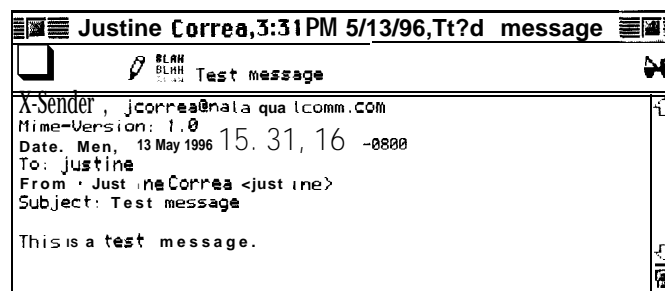 Justine Correa,3:31PM 5/13/96,Tt?d message
BLAH
BLAH Test message
X-Sender , jcorrea@nala qua lcomm.com
Mime-Version: 1.0
Date. Men, 13 May 1996 15. 31, 16 -0800
To: justine
From · Just ine Correa <just ine>
Subject: Test message
This is a test message.